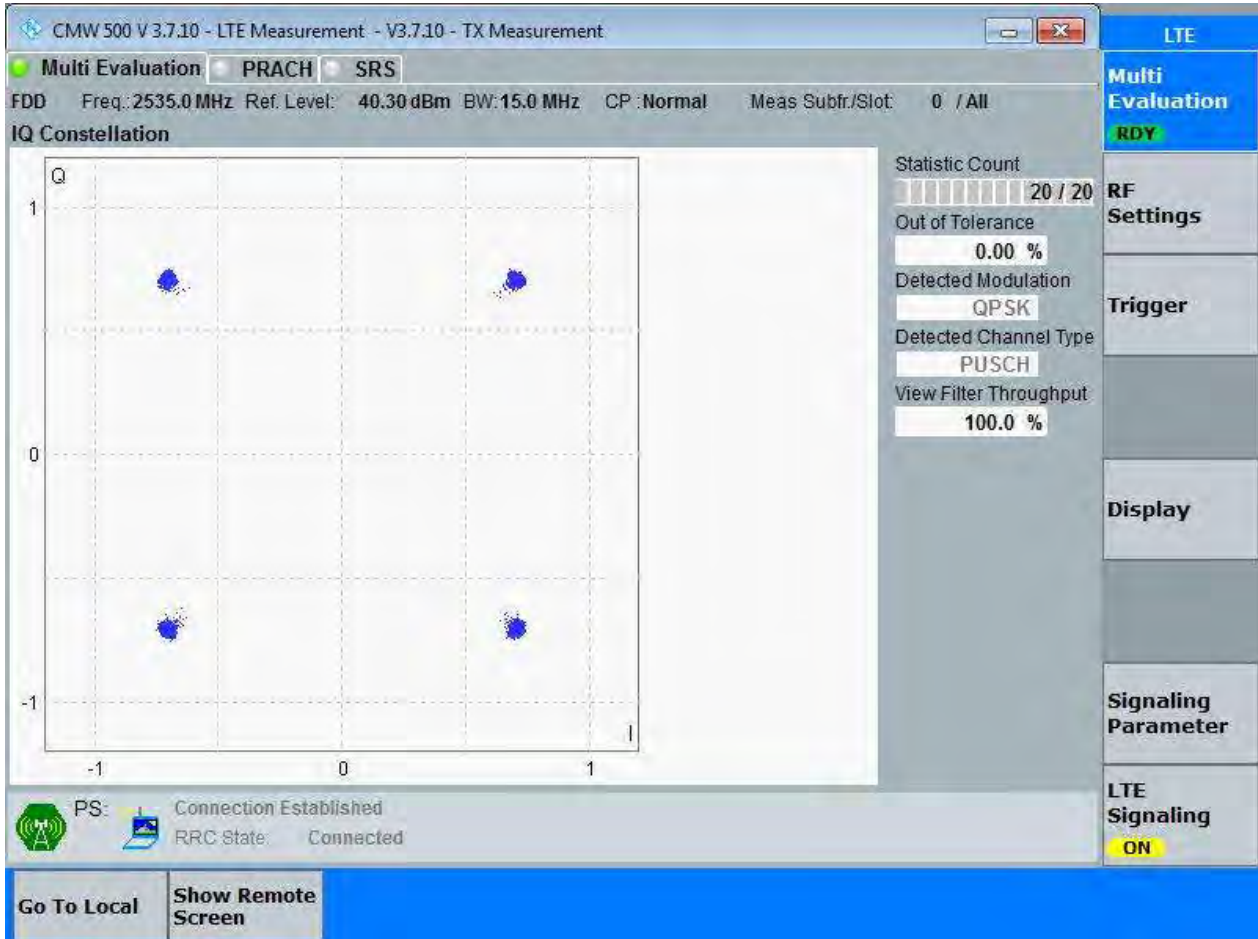 CMW 500 V 3.7.10 - LTE Measurement - V3.7.10 - TX Measurement
LTE
Multi Evaluation PRACH SRS
Multi
Evaluation
RDY
FDD Freq.: 2535.0 MHz Ref. Level: 40.30 dBm BW: 15.0 MHz CP : Normal Meas Subfr./Slot: 0 / All
IQ Constellation
Q
1
0
-1
I
-1 0 1
Statistic Count
20 / 20
Out of Tolerance
0.00 %
Detected Modulation
QPSK
Detected Channel Type
PUSCH
View Filter Throughput
100.0 %
RF
Settings
Trigger
Display
Signaling
Parameter
LTE
Signaling
ON
PS: Connection Established
RRC State: Connected
Go To Local
Show Remote
Screen